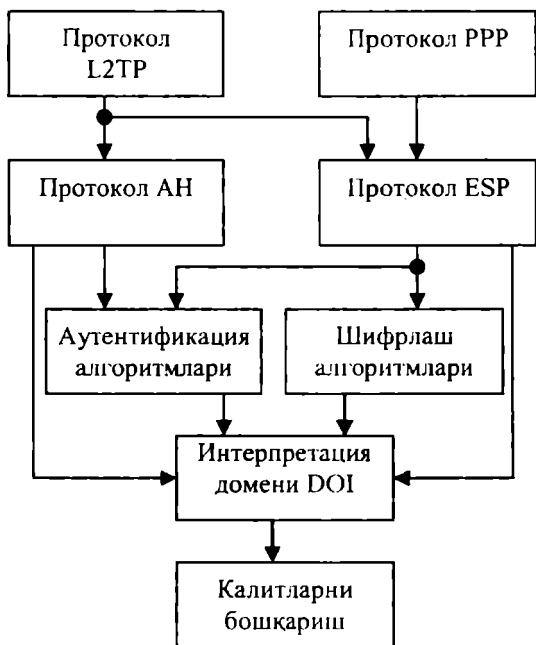 Протокол
L2TP
Протокол PPP
Протокол AH
Протокол ESP
Аутентификация
алгоритмлари
Шифрлаш
алгоритмлари
Интерпретация
домени DOI
Калитларни
бошқариш